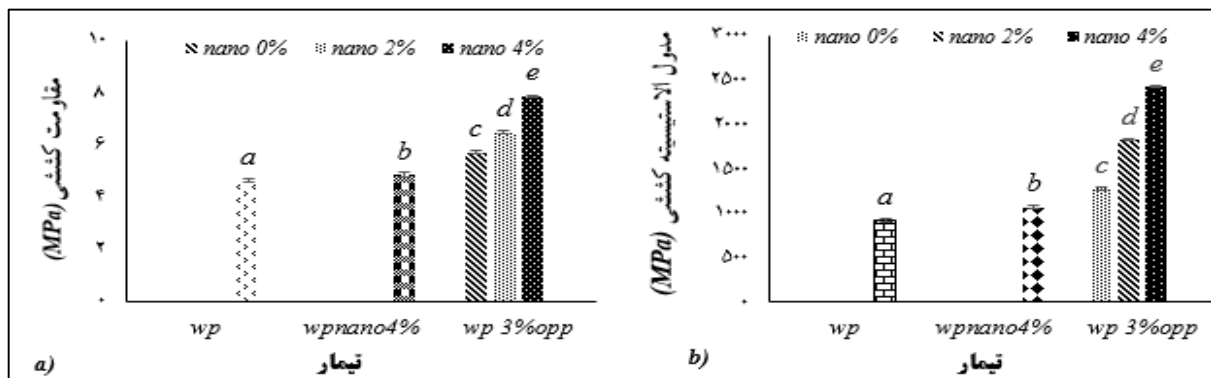 مقاومت کششی (MPa)
۱۰
۸
۶
۴
۲
۰
nano 0% nano 2% nano 4%
a
b
c
d
e
wp wpnano4% wp 3%opp
تیمار
a)
مدول الاستیسیته کششی (MPa)
۳۰۰۰
۲۵۰۰
۲۰۰۰
۱۵۰۰
۱۰۰۰
۵۰۰
۰
nano 0% nano 2% nano 4%
a
b
c
d
e
wp wpnano4% wp 3%opp
تیمار
b)